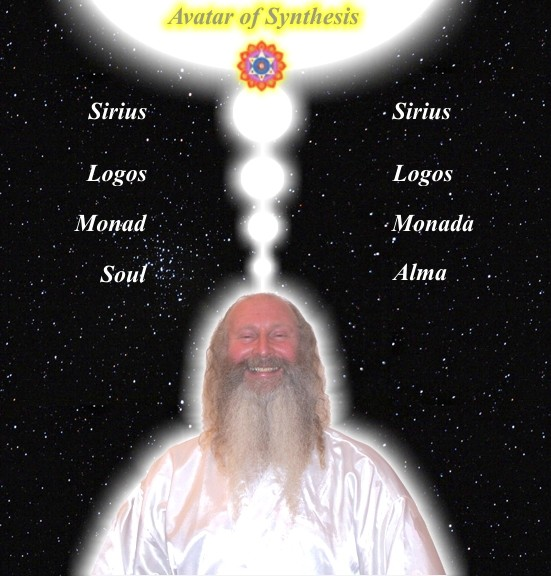 Avatar of Synthesis
Sirius Sirius
Logos Logos
Monad Monada
Soul Alma